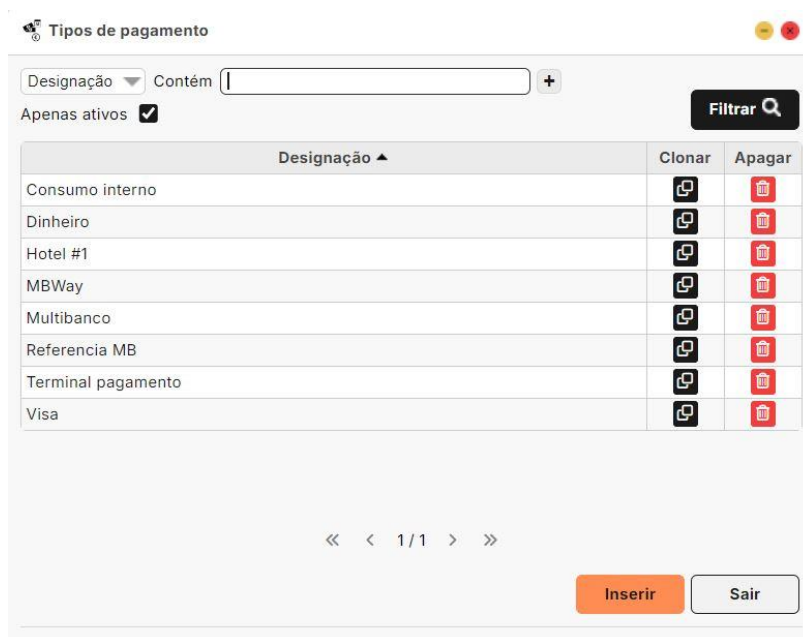 Tipos de pagamento
Designação Contém +
Apenas ativos Filtrar
Designação Clonar Apagar
Consumo interno
Dinheiro
Hotel #1
MBWay
Multibanco
Referencia MB
Terminal pagamento
Visa
« < 1/1 > »
Inserir Sair